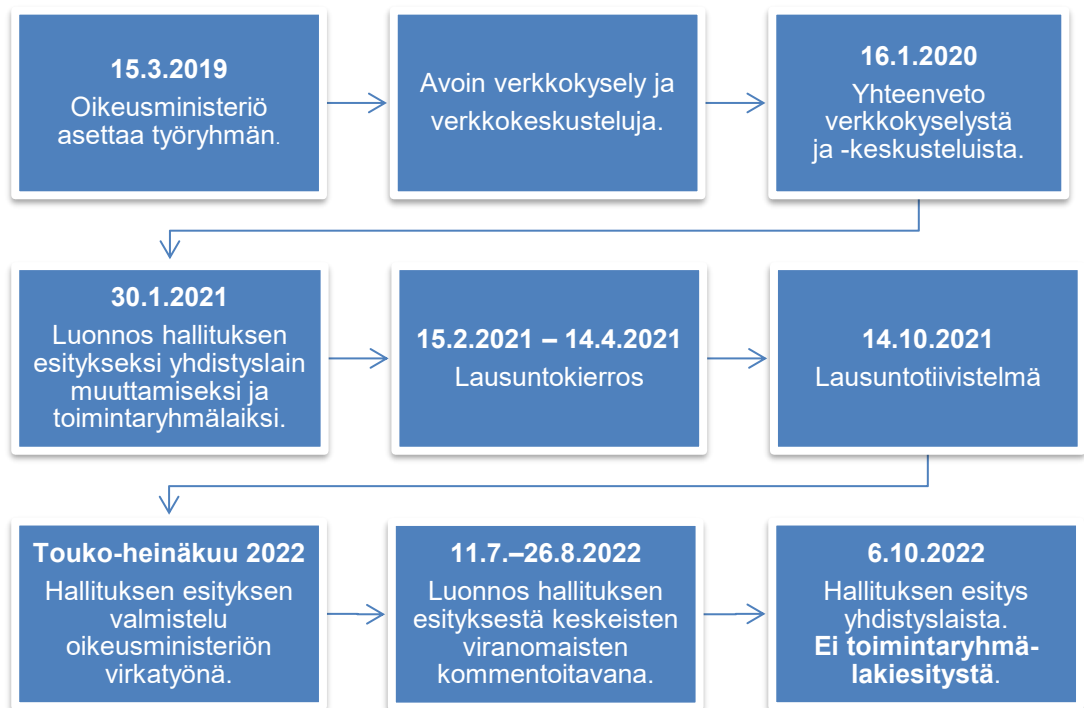 15.3.2019
Oikeusministeriö
asettaa työryhmän.
Avoin verkkokysely ja
verkkokeskusteluja.
16.1.2020
Yhteenveto
verkkokyselystä
ja -keskusteluista.
30.1.2021
Luonnos hallituksen
esitykseksi yhdistyslain
muuttamiseksi ja
toimintaryhmälaiksi.
15.2.2021 – 14.4.2021
Lausuntokierros
14.10.2021
Lausuntotiivistelmä
Touko-heinäkuu 2022
Hallituksen esityksen
valmistelu
oikeusministeriön
virkatyönä.
11.7.–26.8.2022
Luonnos hallituksen
esityksestä keskeisten
viranomaisten
kommentoitavana.
6.10.2022
Hallituksen esitys
yhdistyslaista.
Ei toimintaryhmä-
lakiesitystä.